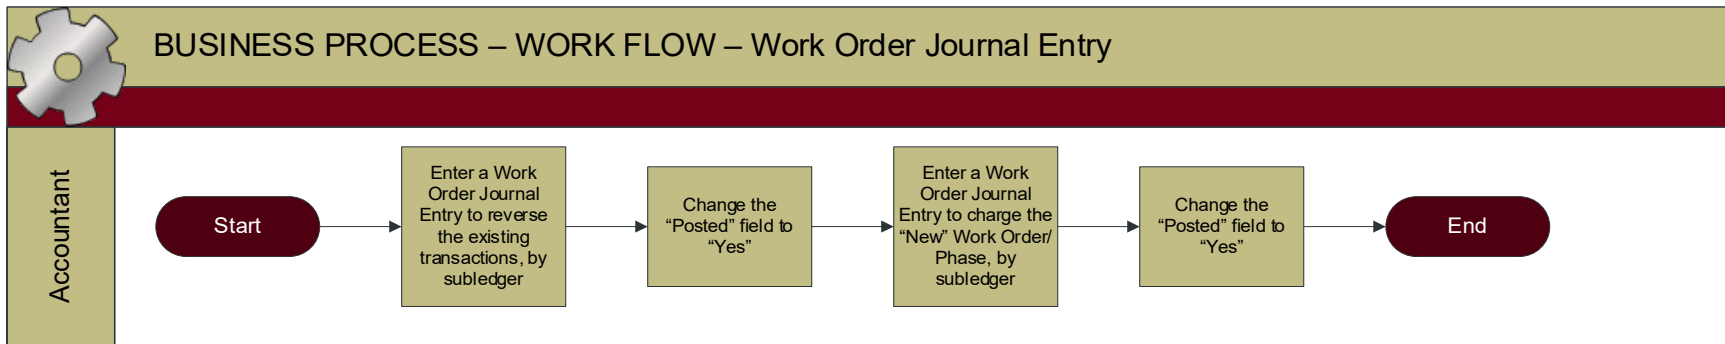 BUSINESS PROCESS – WORK FLOW – Work Order Journal Entry
Accountant
Start
Enter a Work
Order Journal
Entry to reverse
the existing
transactions, by
subledger
Change the
“Posted” field to
“Yes”
Enter a Work
Order Journal
Entry to charge the
“New” Work Order/
Phase, by
subledger
Change the
“Posted” field to
“Yes”
End